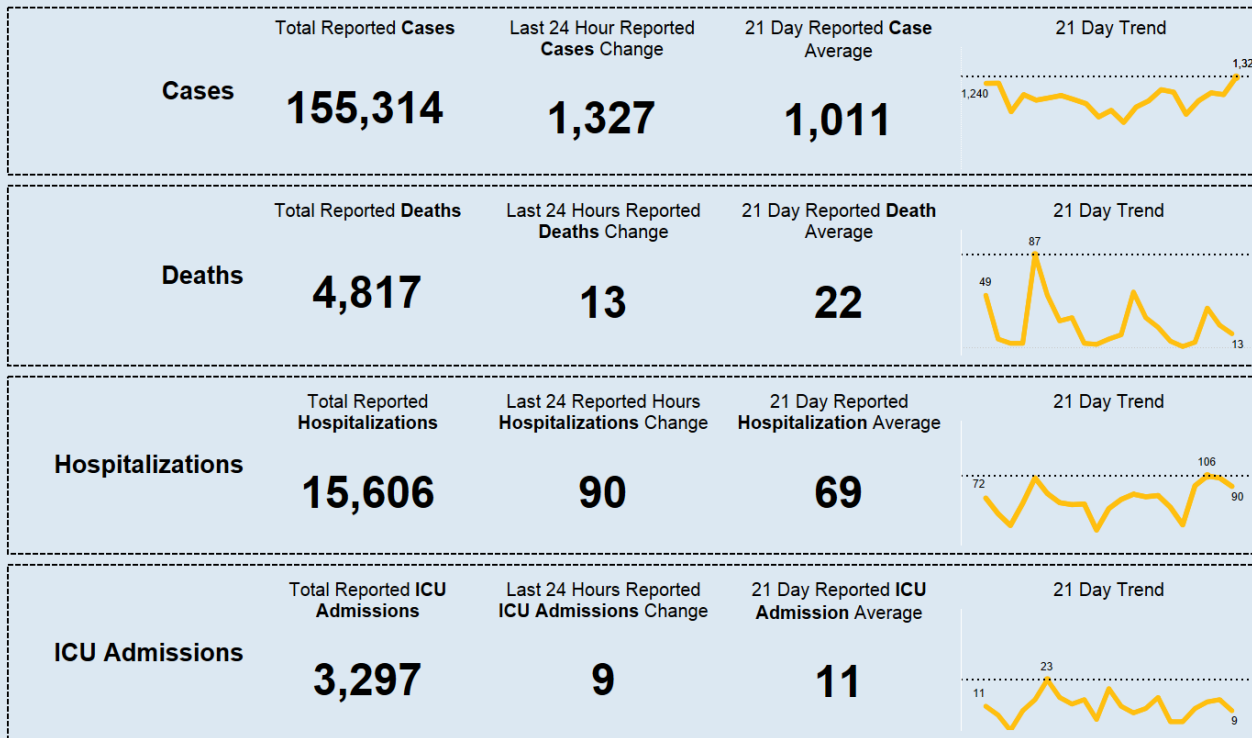 Cases
Total Reported Cases
155,314
Last 24 Hour Reported
Cases Change
1,327
21 Day Reported Case
Average
1,011
21 Day Trend
1,240
1,32
Deaths
Total Reported Deaths
4,817
Last 24 Hours Reported
Deaths Change
13
21 Day Reported Death
Average
22
21 Day Trend
49
87
13
Hospitalizations
Total Reported
Hospitalizations
15,606
Last 24 Reported Hours
Hospitalizations Change
90
21 Day Reported
Hospitalization Average
69
21 Day Trend
72
106
90
ICU Admissions
Total Reported ICU
Admissions
3,297
Last 24 Hours Reported
ICU Admissions Change
9
21 Day Reported ICU
Admission Average
11
21 Day Trend
11
23
9